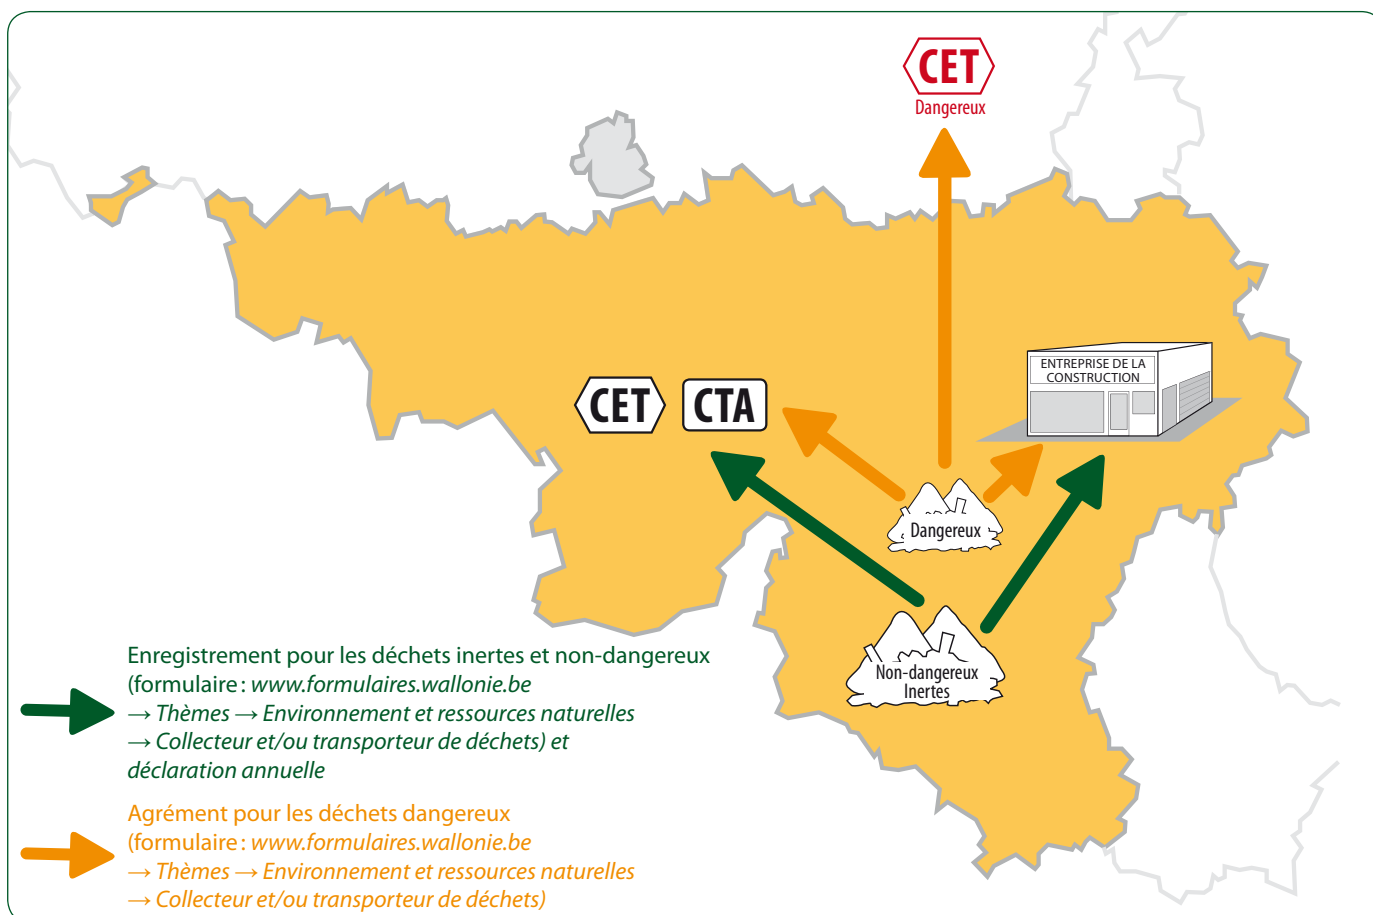 CET
Dangereux
ENTREPRISE DE LA
CONSTRUCTION
CET
CTA
Dangereux
Non-dangereux
Inertes
Enregistrement pour les déchets inertes et non-dangereux
(formulaire : www.formulaires.wallonie.be
→ Thèmes → Environnement et ressources naturelles
→ Collecteur et/ou transporteur de déchets) et
déclaration annuelle
Agrément pour les déchets dangereux
(formulaire : www.formulaires.wallonie.be
→ Thèmes → Environnement et ressources naturelles
→ Collecteur et/ou transporteur de déchets)